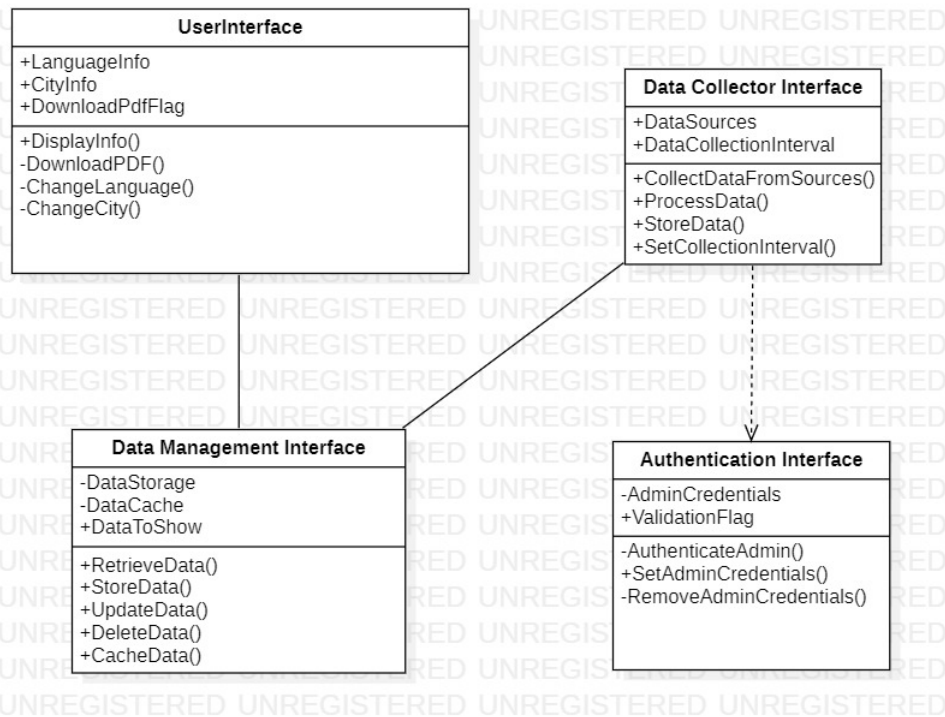 UserInterface
+LanguageInfo
+CityInfo
+DownloadPdfFlag
+DisplayInfo()
-DownloadPDF()
-ChangeLanguage()
-ChangeCity()
Data Collector Interface
+DataSources
+DataCollectionInterval
+CollectDataFromSources()
+ProcessData()
+StoreData()
+SetCollectionInterval()
Data Management Interface
-DataStorage
-DataCache
+DataToShow
+RetrieveData()
+StoreData()
+UpdateData()
+DeleteData()
+CacheData()
Authentication Interface
-AdminCredentials
+ValidationFlag
-AuthenticateAdmin()
+SetAdminCredentials()
-RemoveAdminCredentials()
UNREGISTERED UNREGISTERED